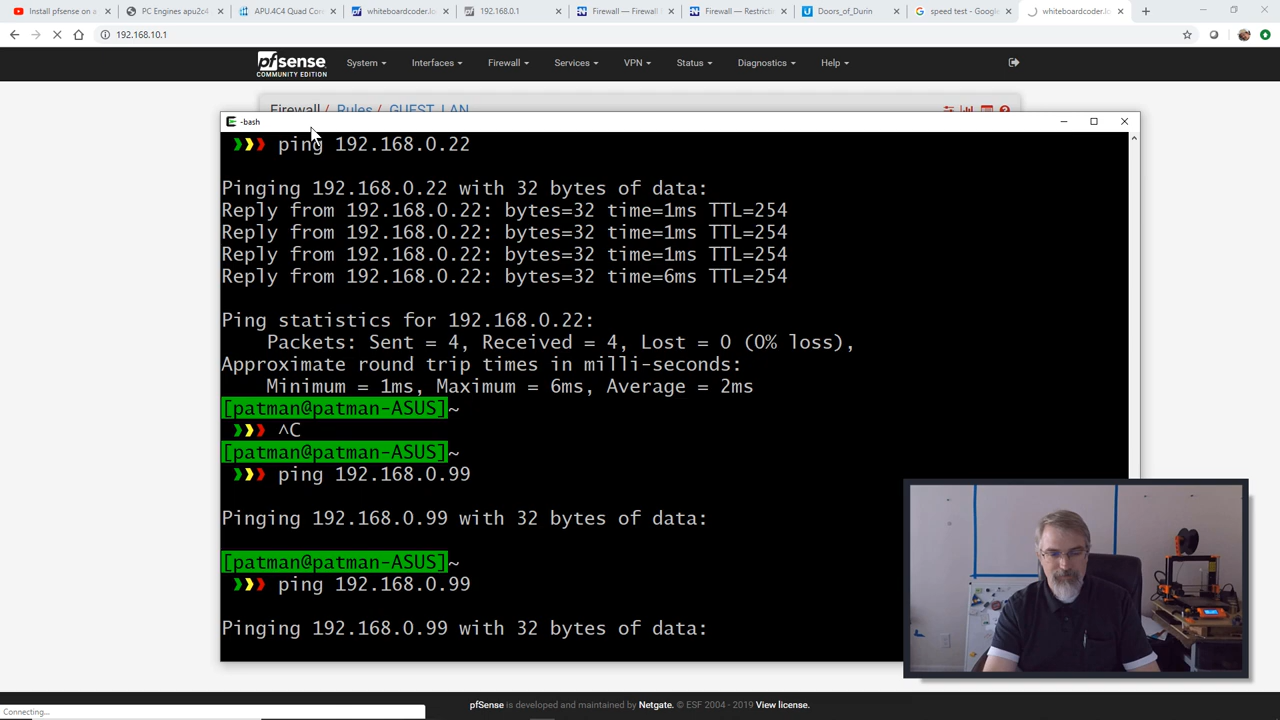 Install pfsense on a
PC Engines apu2c4
APU.4C4 Quad Cor
whiteboardcoder.lo
192.168.0.1
Firewall — Firewall
Firewall — Restrictin
Doors_of_Durin
speed test - Google
whiteboardcoder.lo
192.168.10.1
pfsense
COMMUNITY EDITION
System
Interfaces
Firewall
Services
VPN
Status
Diagnostics
Help
Firewall / Rules / GUEST_LAN
-bash
ping 192.168.0.22
Pinging 192.168.0.22 with 32 bytes of data:
Reply from 192.168.0.22: bytes=32 time=1ms TTL=254
Reply from 192.168.0.22: bytes=32 time=1ms TTL=254
Reply from 192.168.0.22: bytes=32 time=1ms TTL=254
Reply from 192.168.0.22: bytes=32 time=6ms TTL=254
Ping statistics for 192.168.0.22:
Packets: Sent = 4, Received = 4, Lost = 0 (0% loss),
Approximate round trip times in milli-seconds:
Minimum = 1ms, Maximum = 6ms, Average = 2ms
[patman@patman-ASUS]~
^C
[patman@patman-ASUS]~
ping 192.168.0.99
Pinging 192.168.0.99 with 32 bytes of data:
[patman@patman-ASUS]~
ping 192.168.0.99
Pinging 192.168.0.99 with 32 bytes of data:
pfSense is developed and maintained by Netgate. © ESF 2004 - 2019 View license.
Connecting...